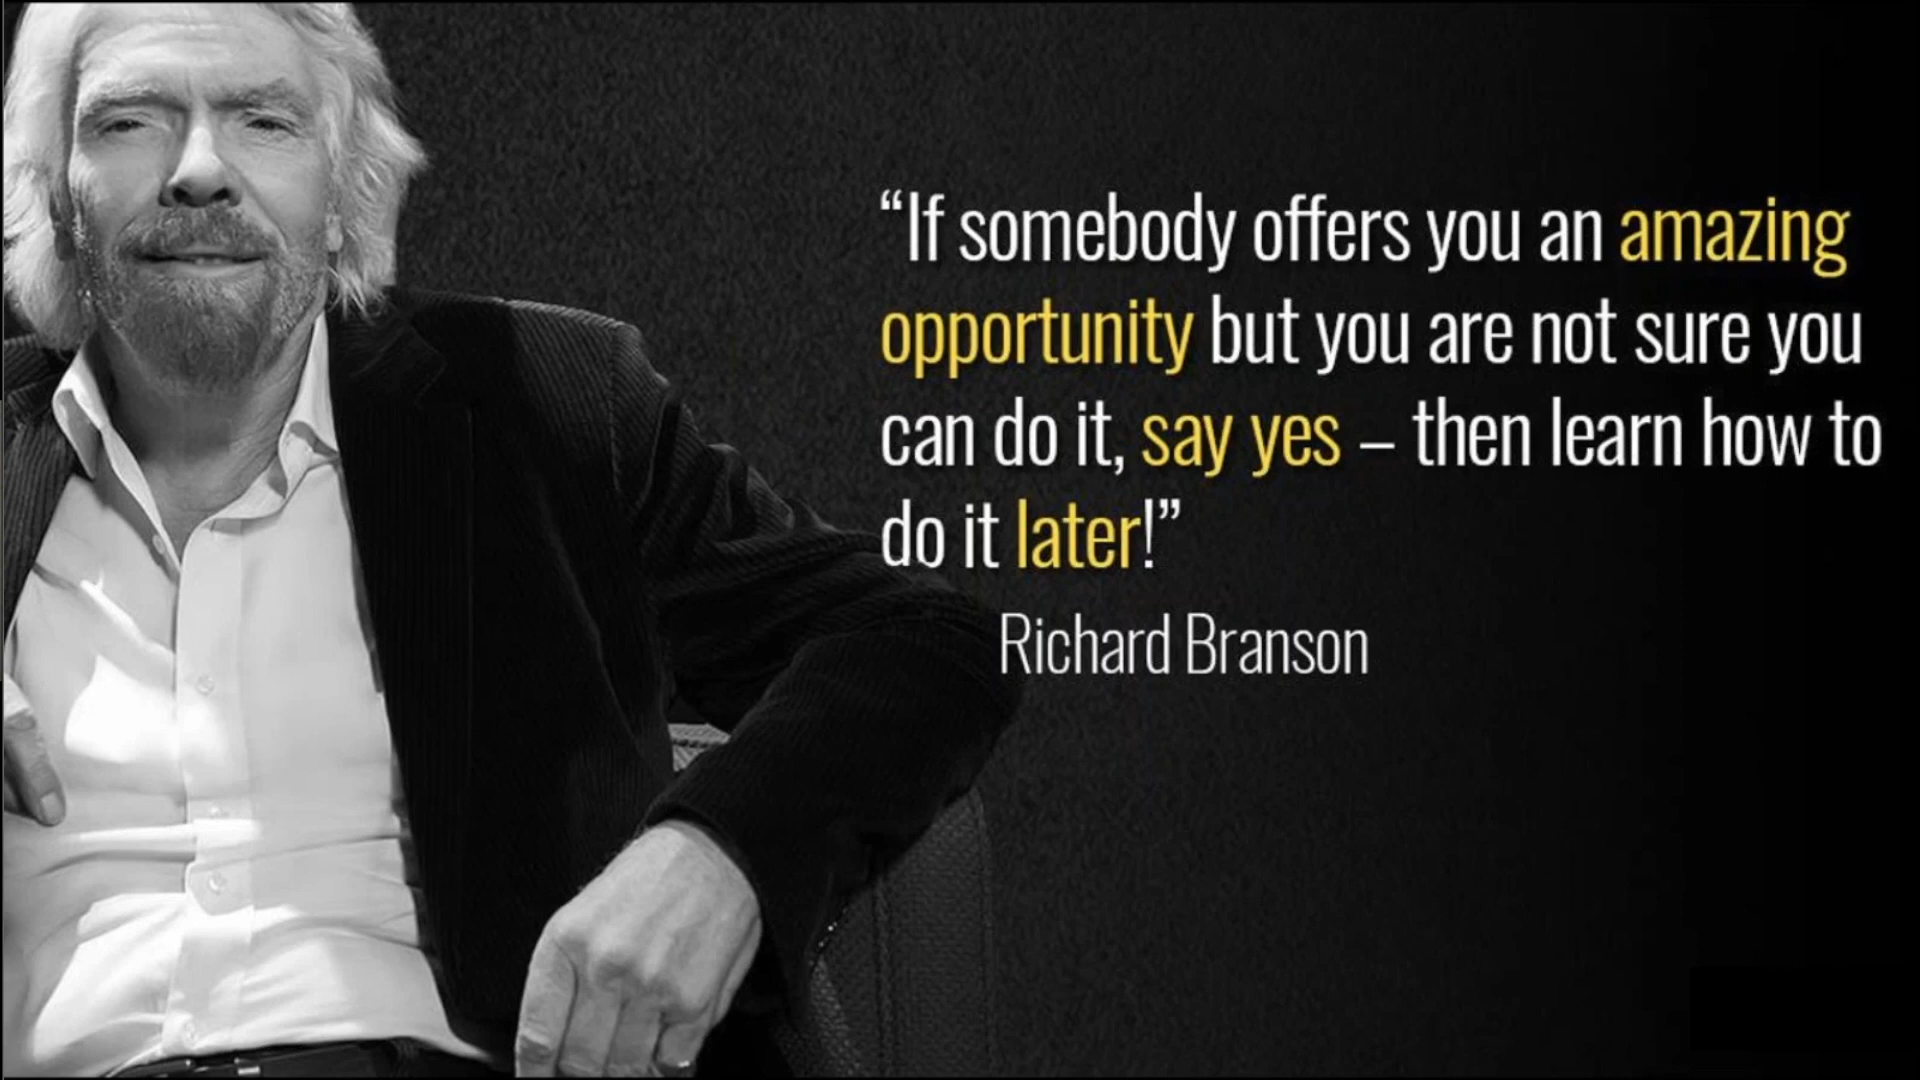 “If somebody offers you an amazing
opportunity but you are not sure you
can do it, say yes – then learn how to
do it later!”
Richard Branson